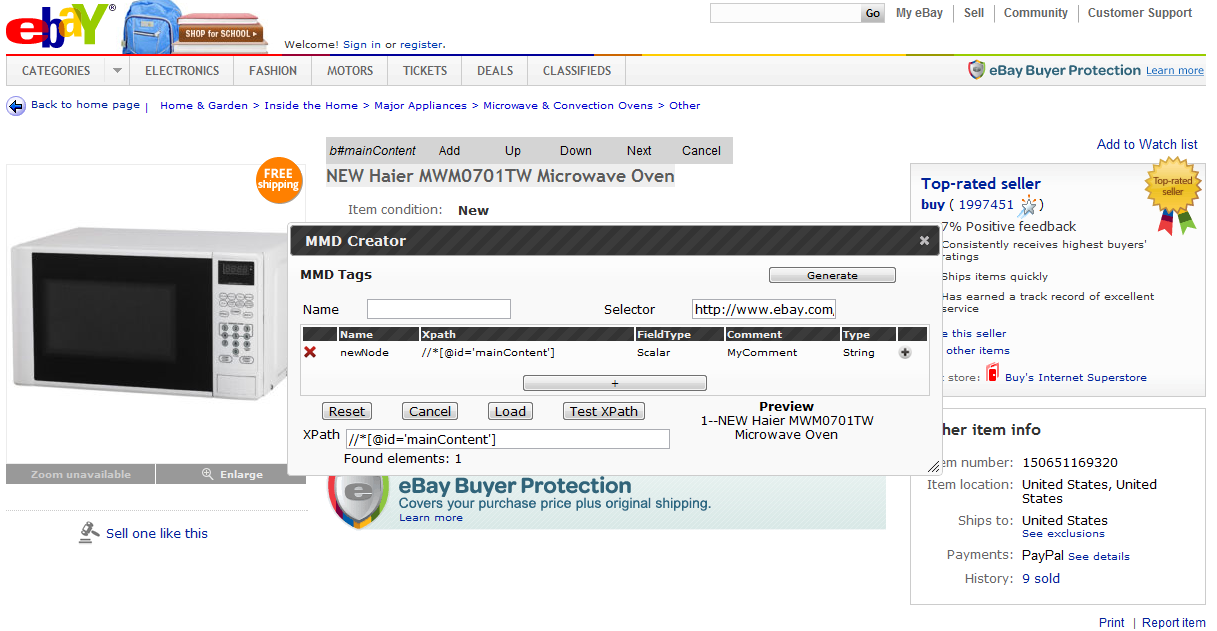 ebaY®
SHOP for SCHOOL
Welcome! Sign in or register.
Go
My eBay
Sell
Community
Customer Support
CATEGORIES
ELECTRONICS
FASHION
MOTORS
TICKETS
DEALS
CLASSIFIEDS
eBay Buyer Protection Learn more
Back to home page | Home & Garden > Inside the Home > Major Appliances > Microwave & Convection Ovens > Other
b#mainContent Add Up Down Next Cancel
Add to Watch list
FREE
shipping
NEW Haier MWM0701TW Microwave Oven
Item condition: New
Top-rated seller
Top-rated
seller
buy ( 1997451 )
7% Positive feedback
Consistently receives highest buyers'
ratings
Ships items quickly
Has earned a track record of excellent
service
e this seller
other items
store: Buy's Internet Superstore
MMD Creator
MMD Tags
Generate
Name
Selector http://www.ebay.com
Name Xpath FieldType Comment Type
newNode //*[@id='mainContent'] Scalar MyComment String
+
Reset Cancel Load Test XPath
Preview
1--NEW Haier MWM0701TW
Microwave Oven
XPath //*[@id='mainContent']
Found elements: 1
Zoom unavailable
Enlarge
Sell one like this
eBay Buyer Protection
Covers your purchase price plus original shipping.
Learn more
her item info
em number: 150651169320
Item location: United States, United
States
Ships to: United States
See exclusions
Payments: PayPal See details
History: 9 sold
Print | Report item